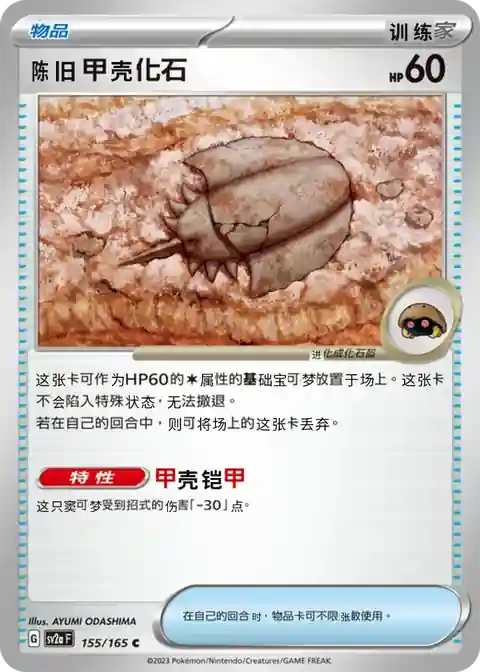 物品
训练家
陈旧甲壳化石
HP60
进化成化石盔
这张卡可作为HP60的✶属性的基础宝可梦放置于场上。这张卡
不会陷入特殊状态，无法撤退。
若在自己的回合中，则可将场上的这张卡丢弃。
特性 甲壳铠甲
这只宝可梦受到招式的伤害「-30」点。
Illus. AYUMI ODASHIMA
在自己的回合时，物品卡可不限张数使用。
G SV2a F 155/165 C
©2023 Pokémon/Nintendo/Creatures/GAME FREAK.